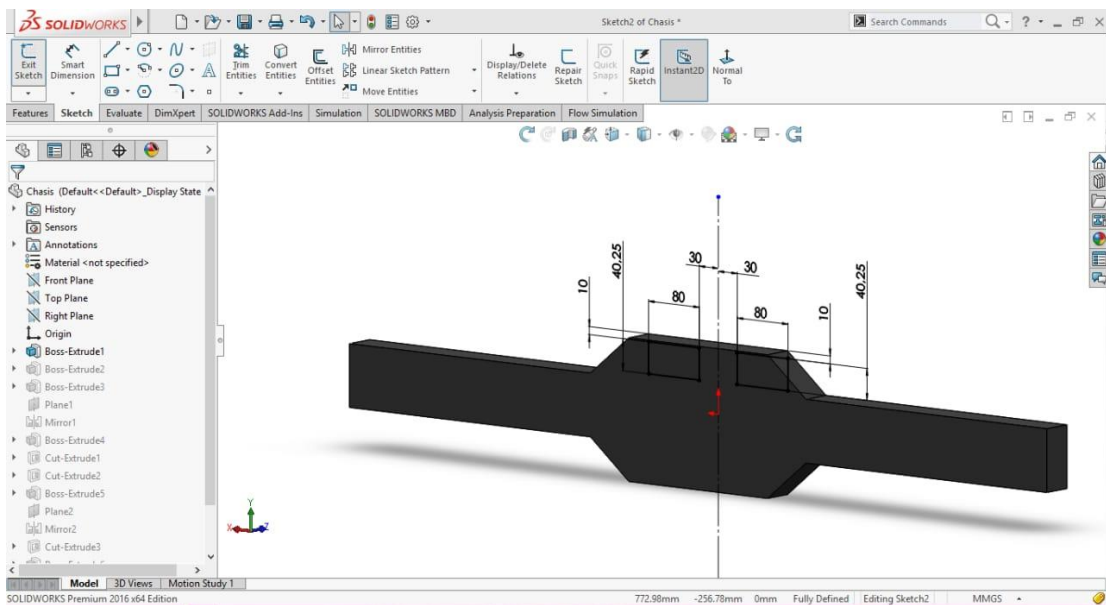 SOLIDWORKS
Sketch2 of Chasis *
Search Commands
Exit Sketch
Smart Dimension
Trim Entities
Convert Entities
Offset Entities
Mirror Entities
Linear Sketch Pattern
Move Entities
Display/Delete Relations
Repair Sketch
Quick Snaps
Rapid Sketch
Instant2D
Normal To
Features Sketch Evaluate DimXpert SOLIDWORKS Add-Ins Simulation SOLIDWORKS MBD Analysis Preparation Flow Simulation
Chasis (Default<<Default>_Display State
History
Sensors
Annotations
Material <not specified>
Front Plane
Top Plane
Right Plane
Origin
Boss-Extrude1
Boss-Extrude2
Boss-Extrude3
Plane1
Mirror1
Boss-Extrude4
Cut-Extrude1
Cut-Extrude2
Boss-Extrude5
Plane2
Mirror2
Cut-Extrude3
10
40,25
30
30
80
80
10
40,25
Y
X
Z
Model 3D Views Motion Study 1
SOLIDWORKS Premium 2016 x64 Edition
772.98mm -256.78mm 0mm Fully Defined Editing Sketch2 MMGS